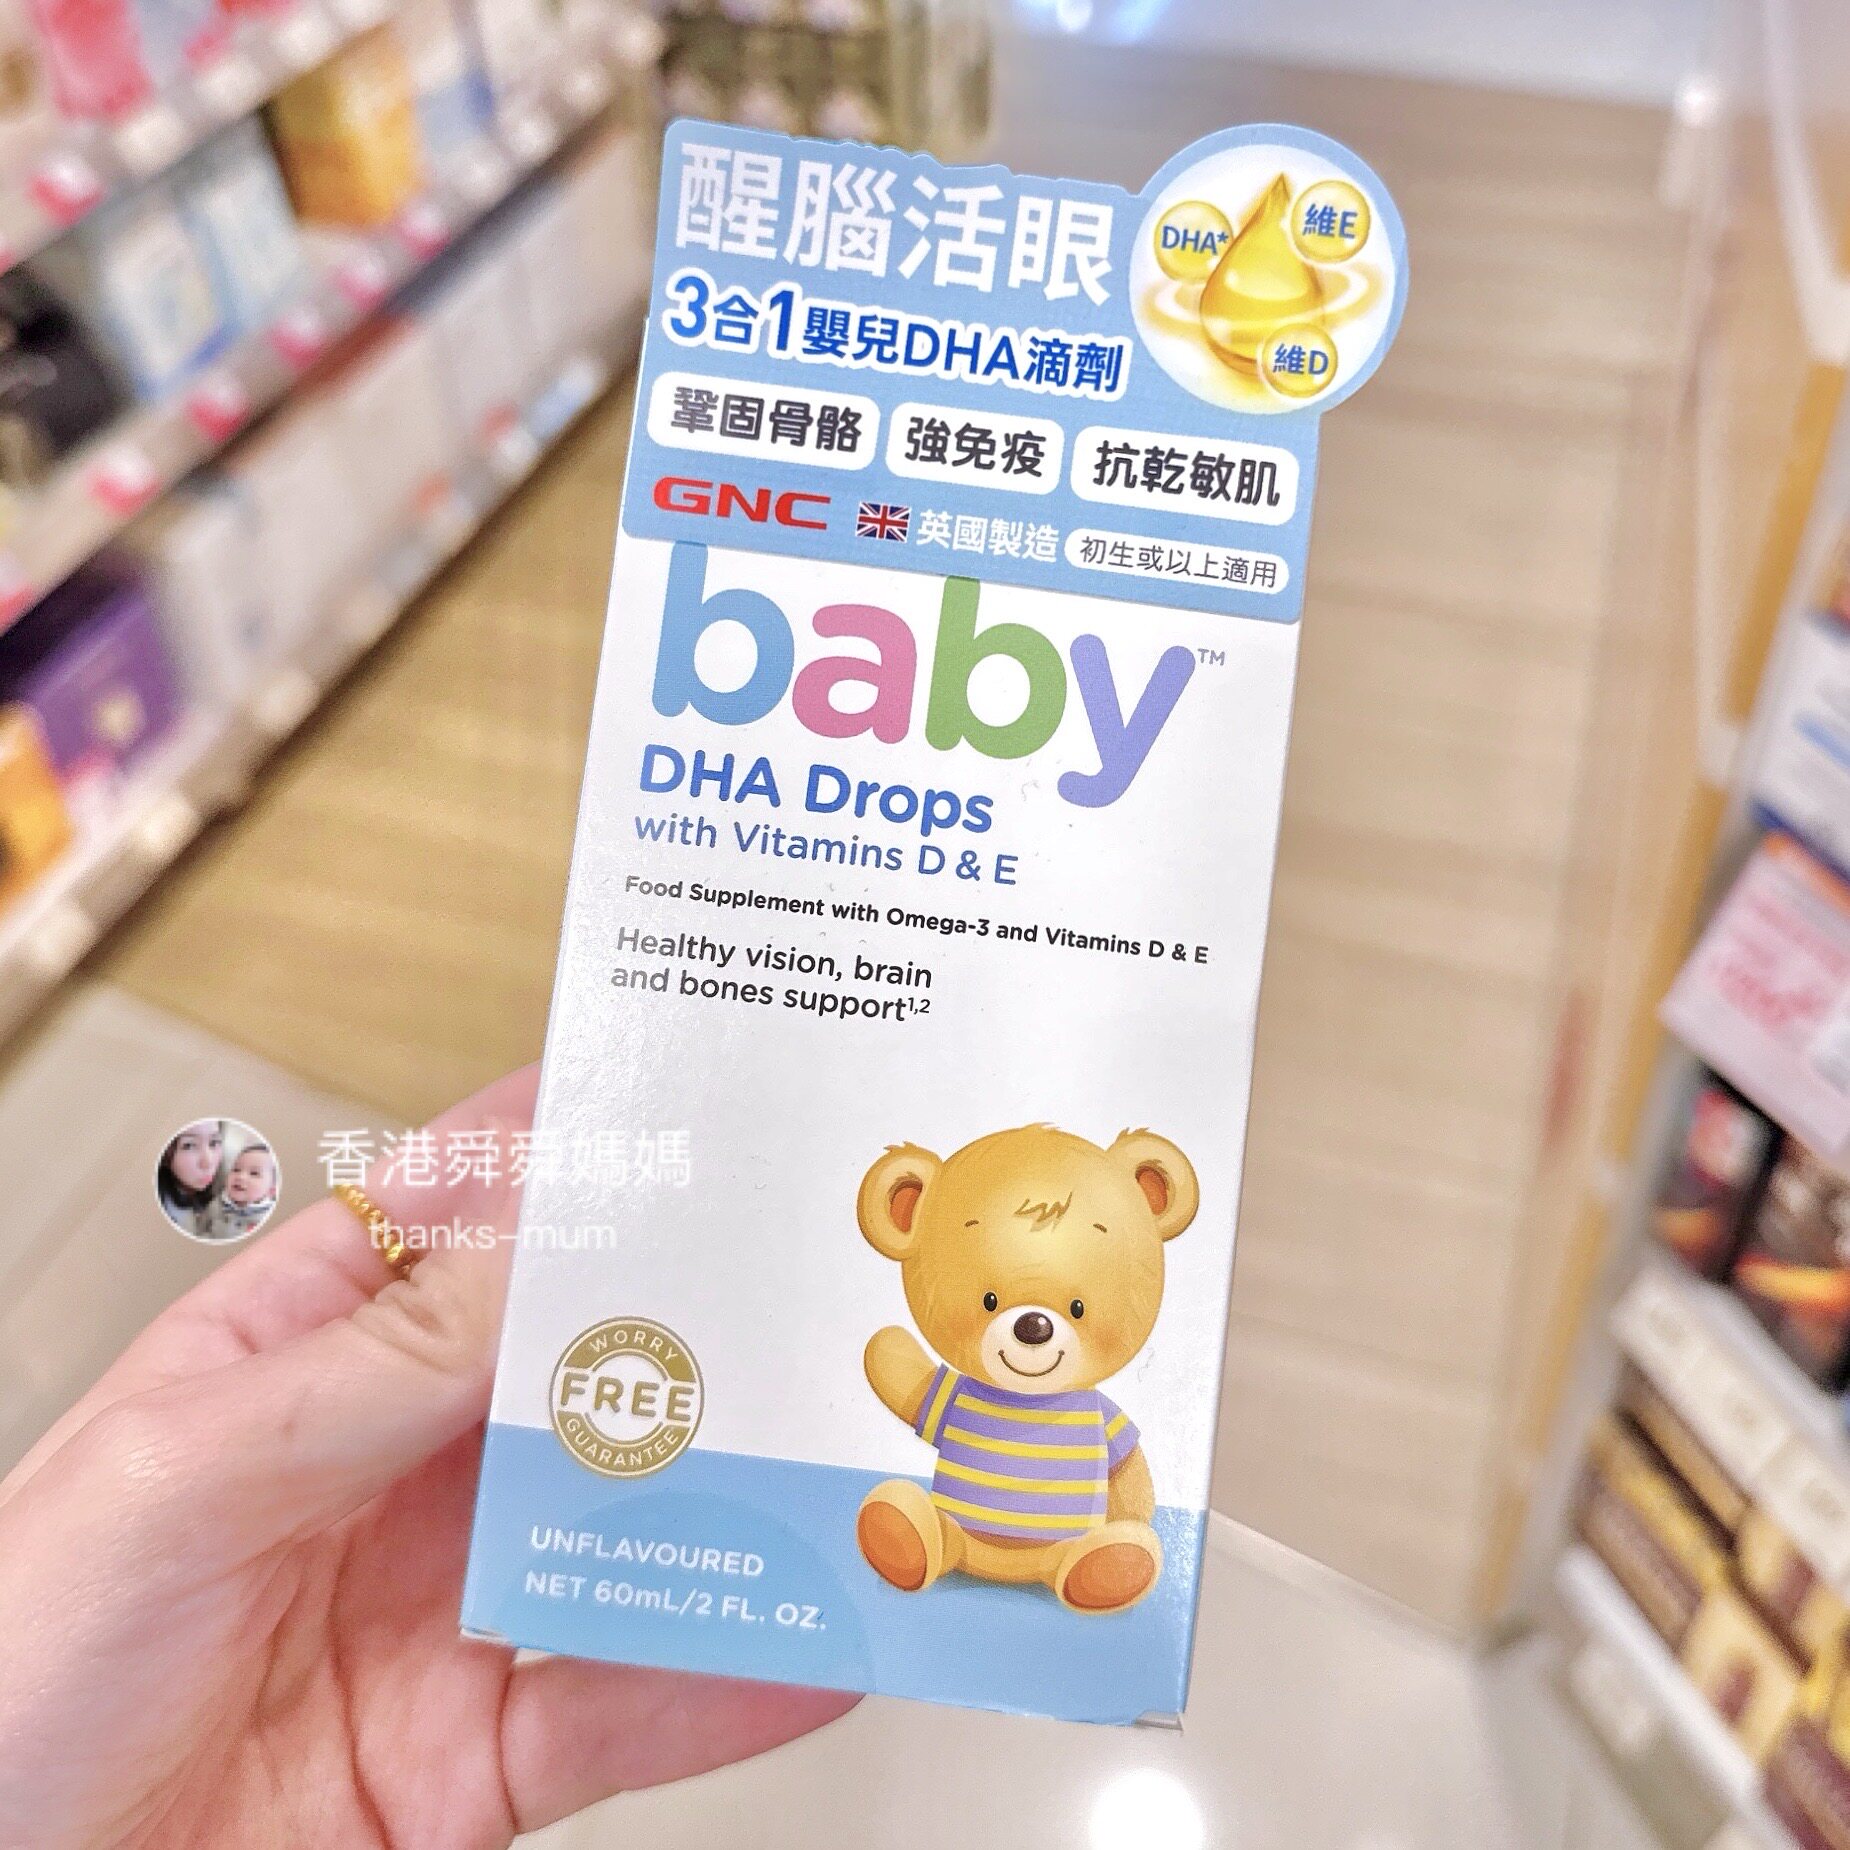 醒腦活眼
DHA*
維E
維D
3合1嬰兒DHA滴劑
鞏固骨骼 強免疫 抗乾敏肌
GNC 英國製造 初生或以上適用
baby™
DHA Drops
with Vitamins D & E
Food Supplement with Omega-3 and Vitamins D & E
Healthy vision, brain
and bones support1,2
香港舜舜媽媽
thanks-mum
WORRY
FREE
GUARANTEE
UNFLAVOURED
NET 60mL/2 FL. OZ.